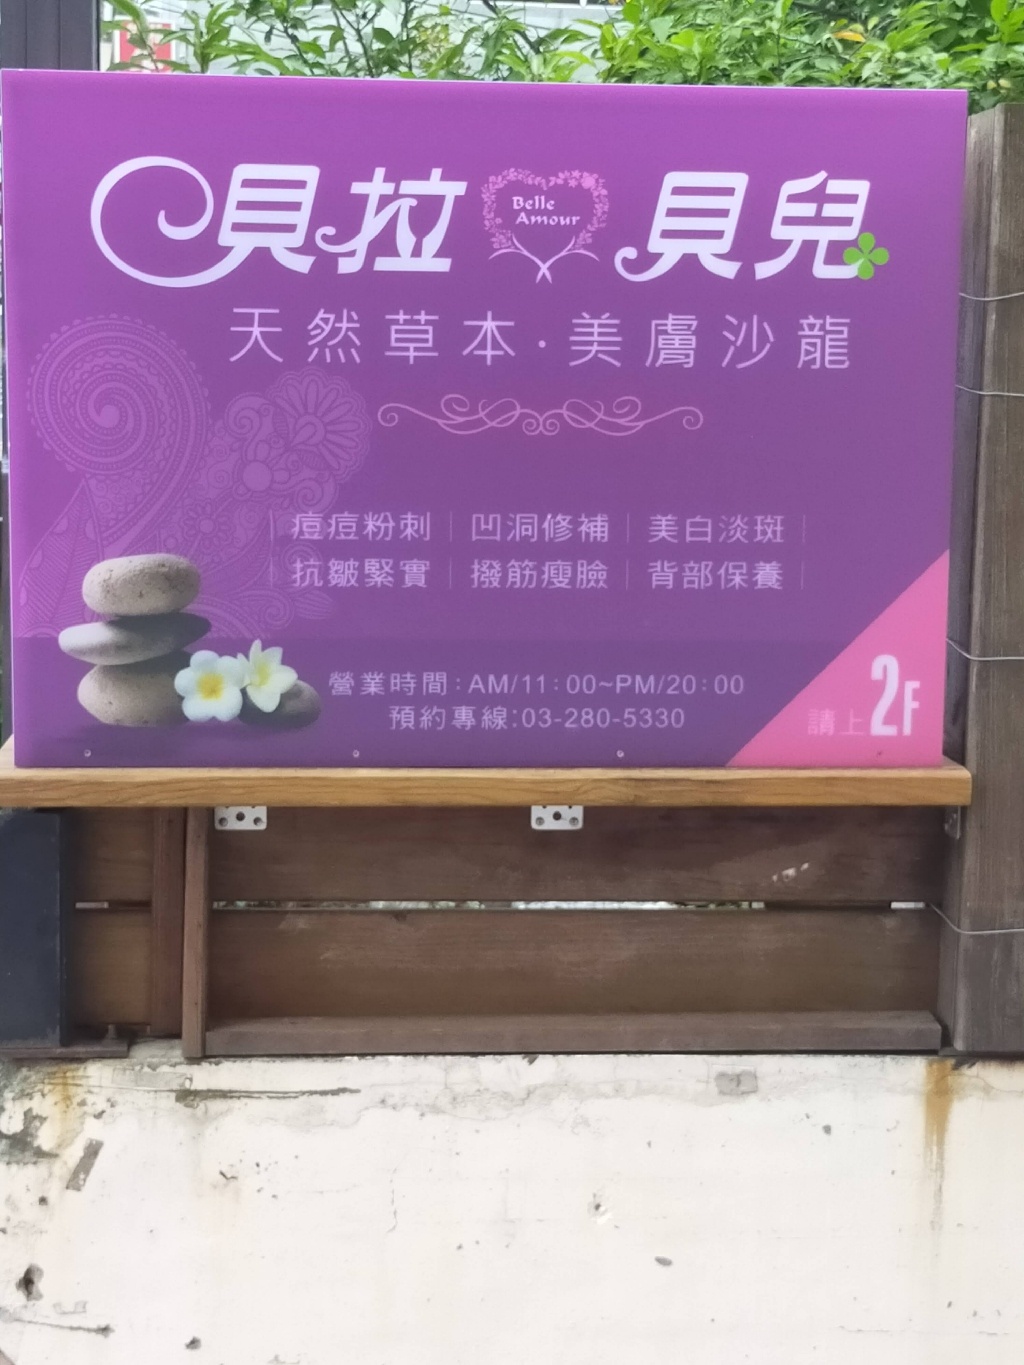 貝拉 Belle Amour 貝兒
天然草本·美膚沙龍
痘痘粉刺｜凹洞修補｜美白淡斑
抗皺緊實｜撥筋瘦臉｜背部保養
營業時間:AM/11:00~PM/20:00
預約專線:03-280-5330
請上2F